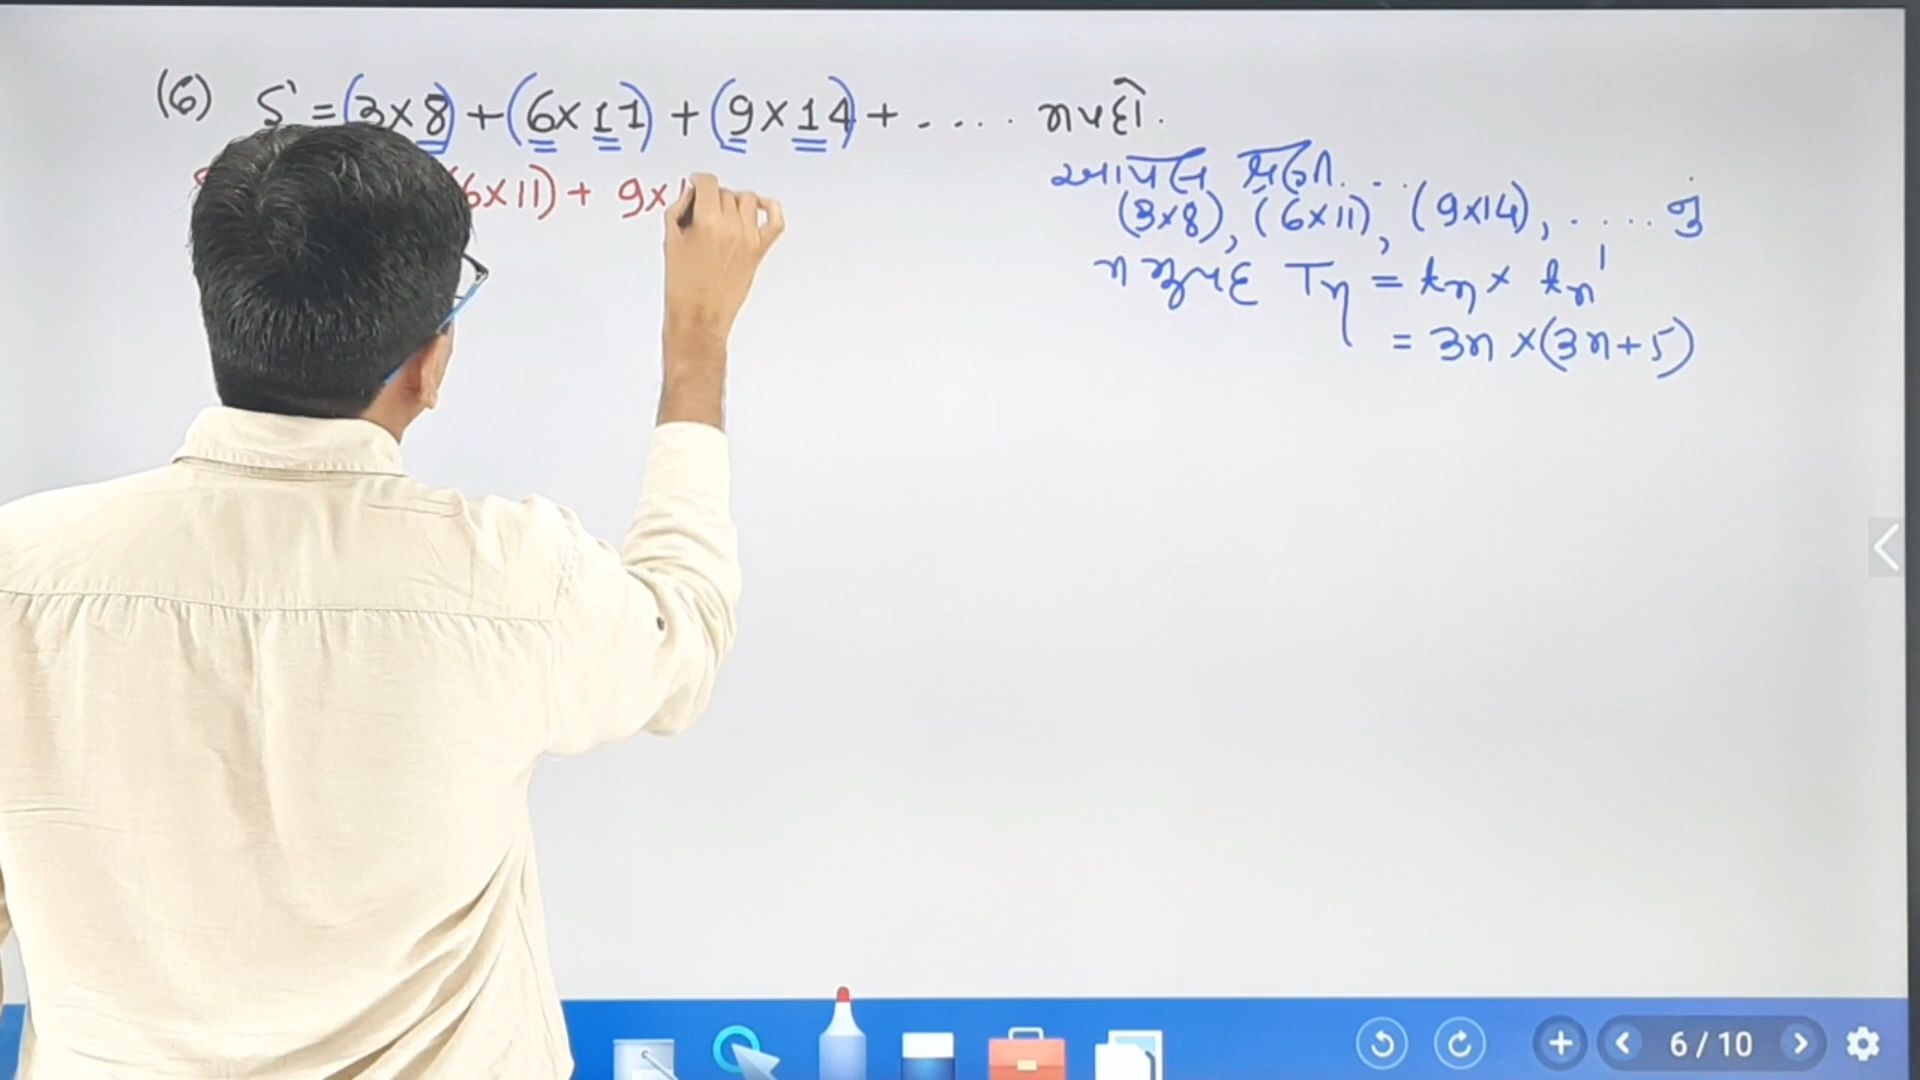 (6) S = (3×8) + (6×11) + (9×14) + .... n પદો.
6×11) + 9×1
આપેલ શ્રેઢી...
(3×8), (6×11), (9×14), ..... નું
n મુંપદ Tn = tn × tn'
= 3n × (3n+5)
6 / 10